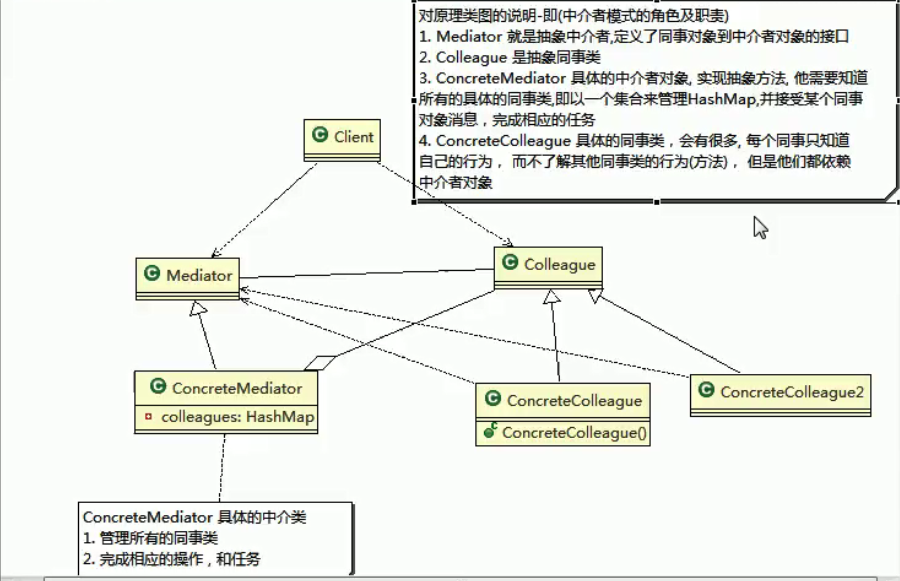 对原理类图的说明-即(中介者模式的角色及职责)
1. Mediator 就是抽象中介者,定义了同事对象到中介者对象的接口
2. Colleague 是抽象同事类
3. ConcreteMediator 具体的中介者对象, 实现抽象方法, 他需要知道
所有的具体的同事类,即以一个集合来管理HashMap,并接受某个同事
对象消息，完成相应的任务
4. ConcreteColleague 具体的同事类，会有很多, 每个同事只知道
自己的行为， 而不了解其他同事类的行为(方法)， 但是他们都依赖
中介者对象
Client
Mediator
Colleague
ConcreteMediator
colleagues: HashMap
ConcreteColleague
ConcreteColleague()
ConcreteColleague2
ConcreteMediator 具体的中介类
1. 管理所有的同事类
2. 完成相应的操作，和任务